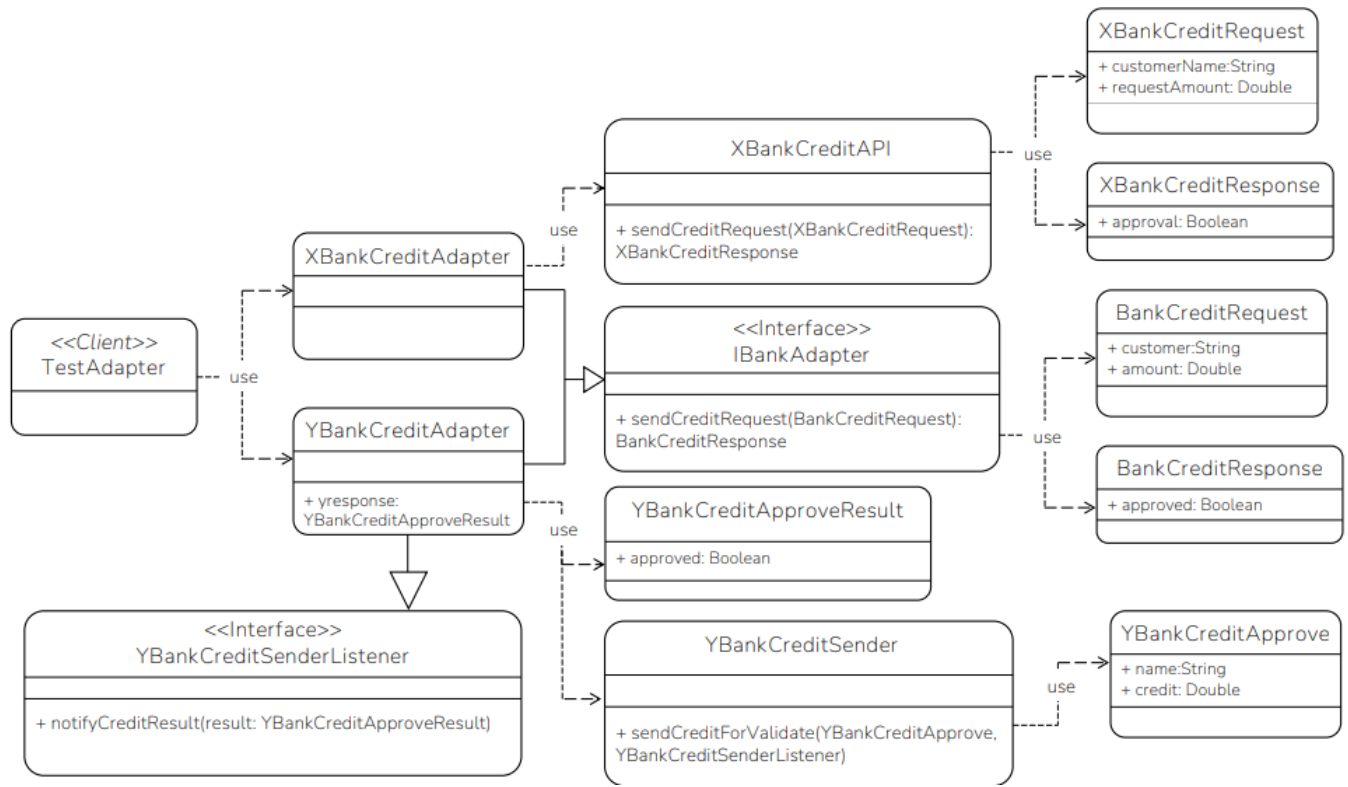 XBankCreditRequest
+ customerName:String
+ requestAmount: Double
XBankCreditAPI
+ sendCreditRequest(XBankCreditRequest):
XBankCreditResponse
use
XBankCreditResponse
+ approval: Boolean
use
XBankCreditAdapter
<<Client>>
TestAdapter
use
<<Interface>>
IBankAdapter
+ sendCreditRequest(BankCreditRequest):
BankCreditResponse
BankCreditRequest
+ customer:String
+ amount: Double
use
BankCreditResponse
+ approved: Boolean
YBankCreditAdapter
+ yresponse:
YBankCreditApproveResult
use
YBankCreditApproveResult
+ approved: Boolean
<<Interface>>
YBankCreditSenderListener
+ notifyCreditResult(result: YBankCreditApproveResult)
YBankCreditSender
+ sendCreditForValidate(YBankCreditApprove,
YBankCreditSenderListener)
use
YBankCreditApprove
+ name:String
+ credit: Double